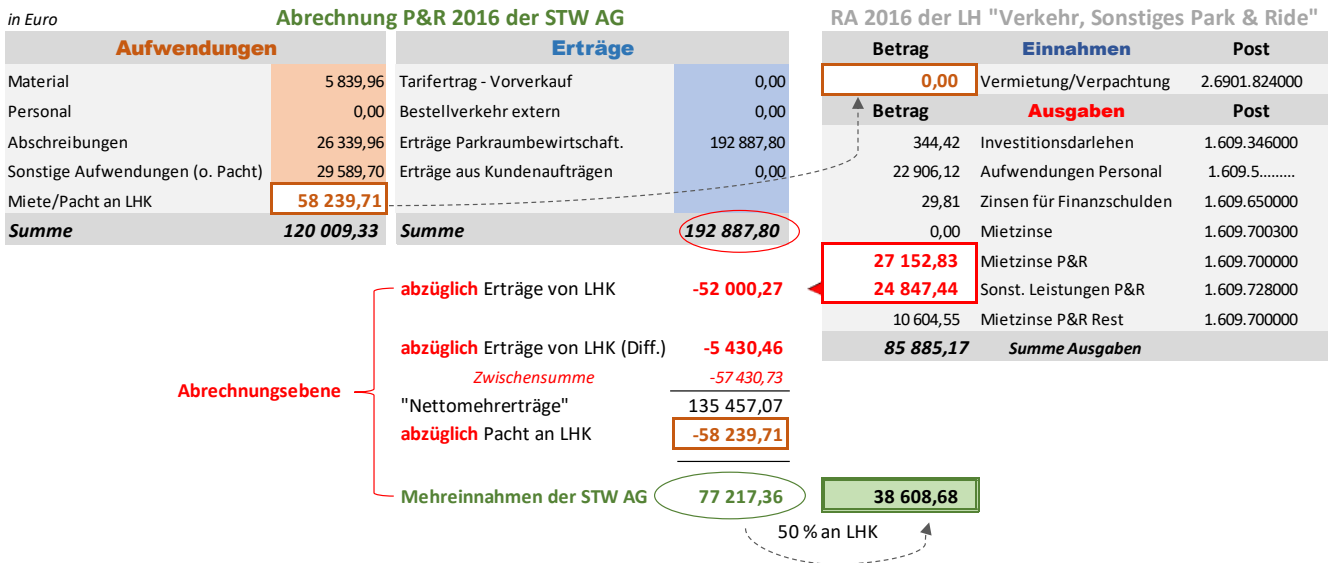 in Euro Abrechnung P&R 2016 der STW AG RA 2016 der LH "Verkehr, Sonstiges Park & Ride"
Aufwendungen Erträge Betrag Einnahmen Post
Material 5 839,96 Tarifertrag - Vorverkauf 0,00 0,00 Vermietung/Verpachtung 2.6901.824000
Personal 0,00 Bestellverkehr extern 0,00 Betrag Ausgaben Post
Abschreibungen 26 339,96 Erträge Parkraumbewirtschaft. 192 887,80 344,42 Investitionsdarlehen 1.609.346000
Sonstige Aufwendungen (o. Pacht) 29 589,70 Erträge aus Kundenaufträgen 0,00 22 906,12 Aufwendungen Personal 1.609.5.........
Miete/Pacht an LHK 58 239,71 29,81 Zinsen für Finanzschulden 1.609.650000
Summe 120 009,33 Summe 192 887,80 0,00 Mietzinse 1.609.700300
27 152,83 Mietzinse P&R 1.609.700000
abzüglich Erträge von LHK -52 000,27 24 847,44 Sonst. Leistungen P&R 1.609.728000
10 604,55 Mietzinse P&R Rest 1.609.700000
abzüglich Erträge von LHK (Diff.) -5 430,46 85 885,17 Summe Ausgaben
Zwischensumme -57 430,73
Abrechnungsebene
"Nettomehrerträge" 135 457,07
abzüglich Pacht an LHK -58 239,71
Mehreinnahmen der STW AG 77 217,36 38 608,68
50 % an LHK